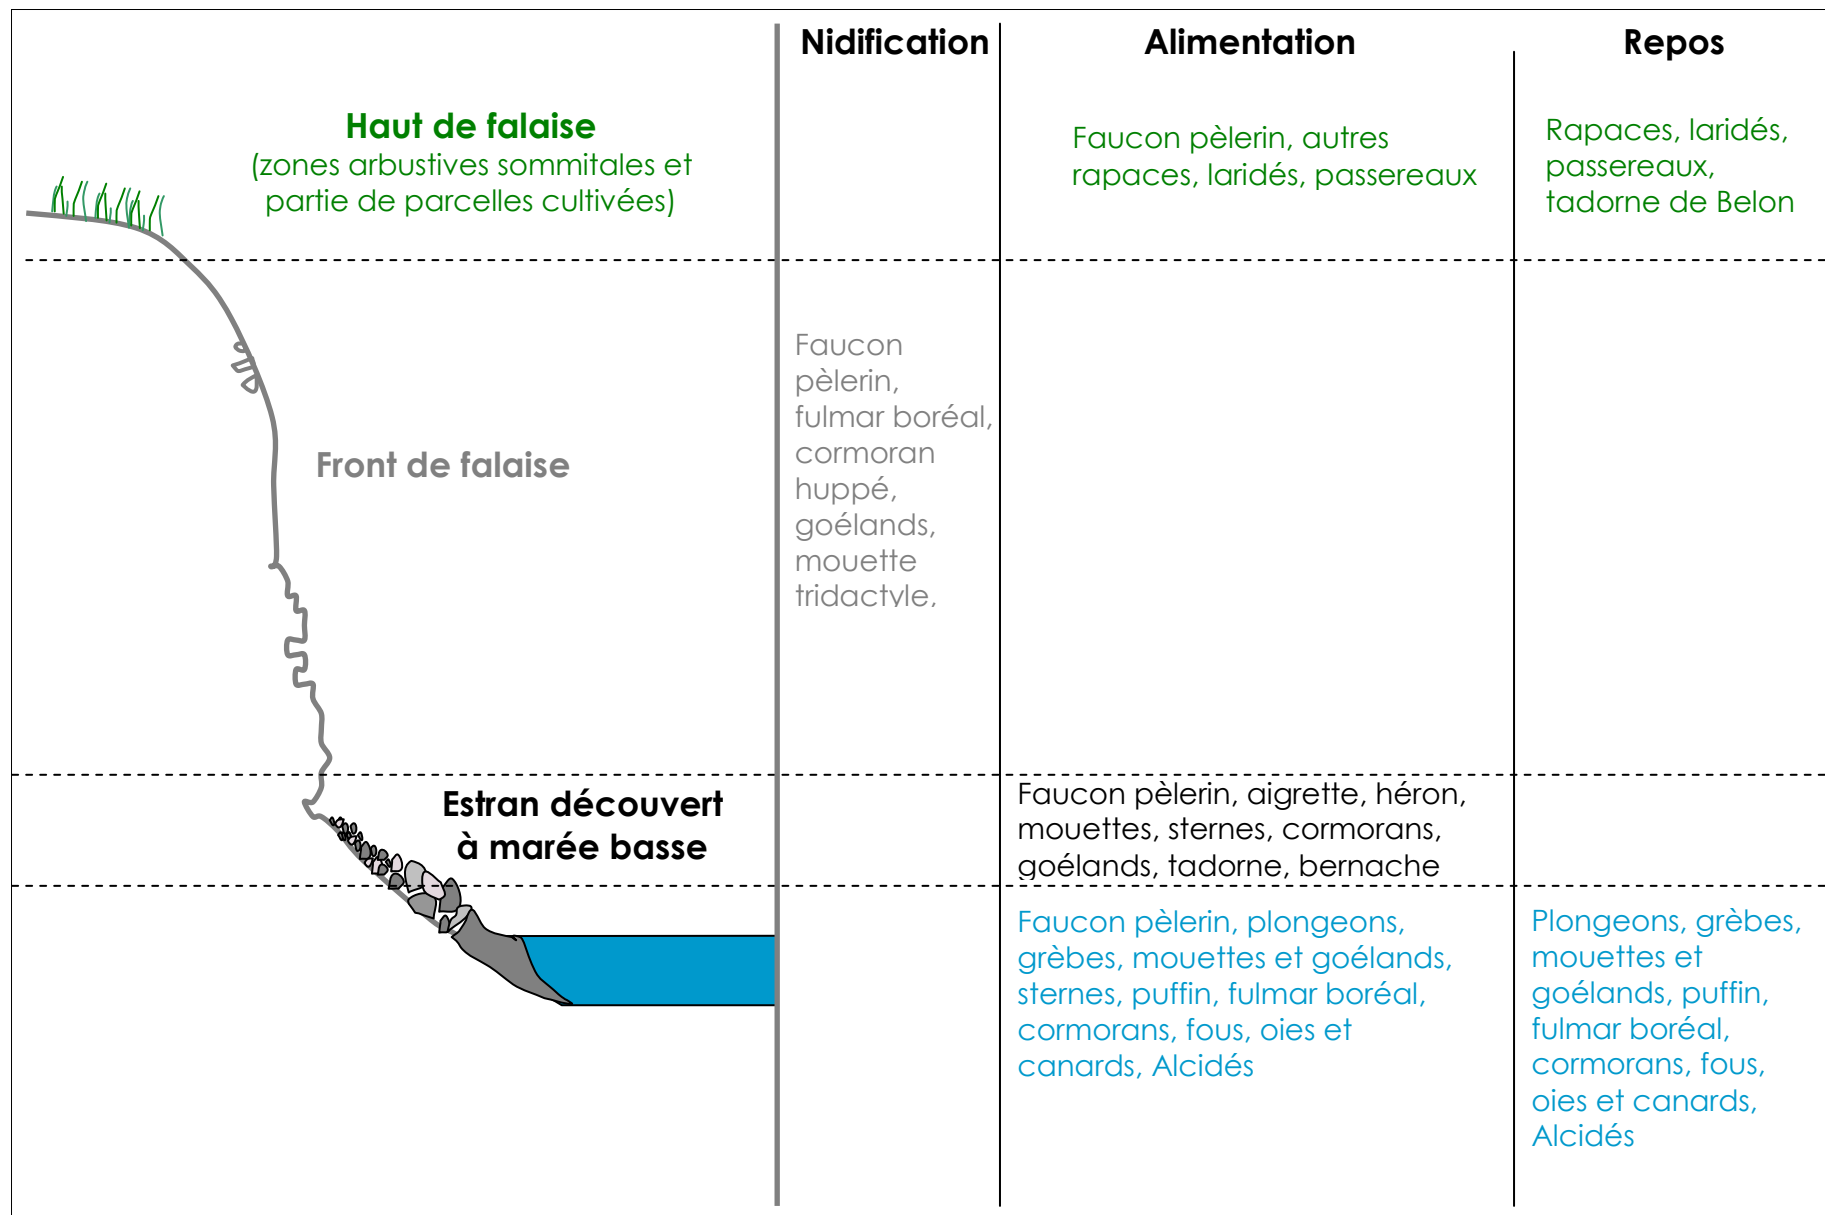 Nidification
Alimentation
Repos
Haut de falaise
(zones arbustives sommitales et
partie de parcelles cultivées)
Faucon pèlerin, autres
rapaces, laridés, passereaux
Rapaces, laridés,
passereaux,
tadorne de Belon
Front de falaise
Faucon
pèlerin,
fulmar boréal,
cormoran
huppé,
goélands,
mouette
tridactyle,
Estran découvert
à marée basse
Faucon pèlerin, aigrette, héron,
mouettes, sternes, cormorans,
goélands, tadorne, bernache
Faucon pèlerin, plongeons,
grèbes, mouettes et goélands,
sternes, puffin, fulmar boréal,
cormorans, fous, oies et
canards, Alcidés
Plongeons, grèbes,
mouettes et
goélands, puffin,
fulmar boréal,
cormorans, fous,
oies et canards,
Alcidés